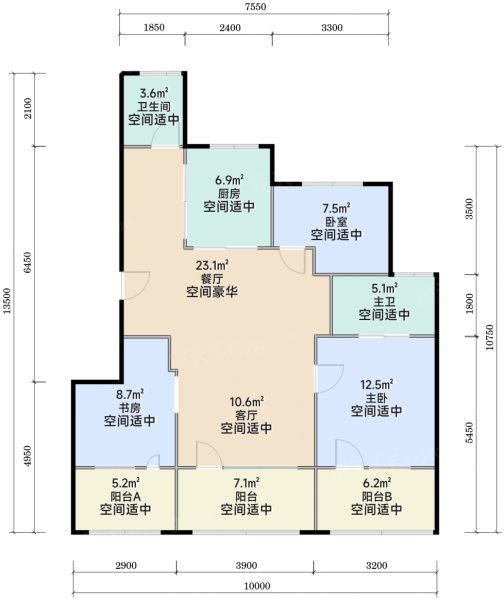 7550
1850
2400
3300
2100
6450
4950
13500
3500
1800
5450
10750
3.6㎡
卫生间
空间适中
6.9㎡
厨房
空间适中
7.5㎡
卧室
空间适中
23.1㎡
餐厅
空间豪华
5.1㎡
主卫
空间适中
8.7㎡
书房
空间适中
10.6㎡
客厅
空间适中
12.5㎡
主卧
空间适中
5.2㎡
阳台A
空间适中
7.1㎡
阳台
空间适中
6.2㎡
阳台B
空间适中
2900
3900
3200
10000